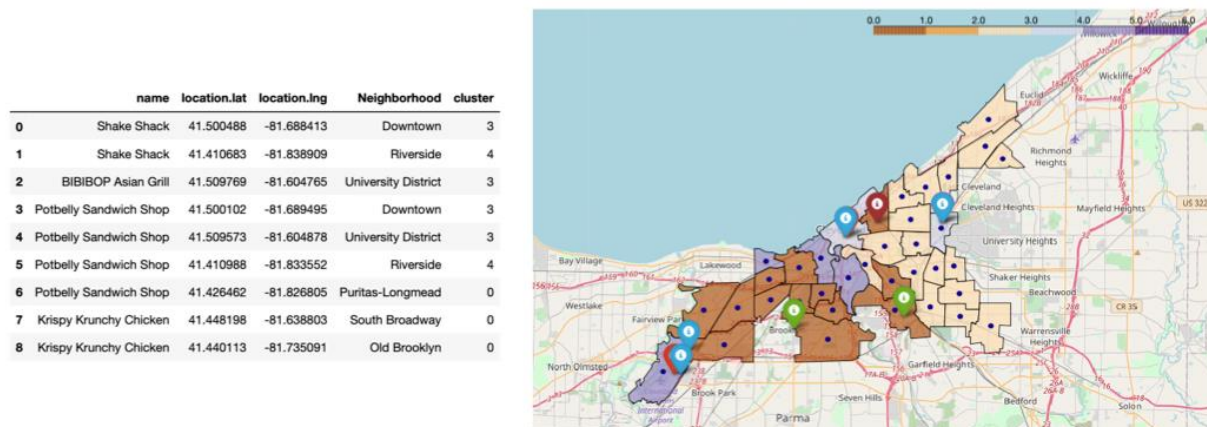 name location.lat location.lng Neighborhood cluster
0 Shake Shack 41.500488 -81.688413 Downtown 3
1 Shake Shack 41.410683 -81.838909 Riverside 4
2 BIBIBOP Asian Grill 41.509769 -81.604765 University District 3
3 Potbelly Sandwich Shop 41.500102 -81.689495 Downtown 3
4 Potbelly Sandwich Shop 41.509573 -81.604878 University District 3
5 Potbelly Sandwich Shop 41.410988 -81.833552 Riverside 4
6 Potbelly Sandwich Shop 41.426462 -81.826805 Puritas-Longmead 0
7 Krispy Krunchy Chicken 41.448198 -81.638803 South Broadway 0
8 Krispy Krunchy Chicken 41.440113 -81.735091 Old Brooklyn 0
0.0 1.0 2.0 3.0 4.0 5.0 6.0
Willowick
Wickliffe
Euclid
Richmond
Heights
Cleveland
Cleveland Heights
Mayfield Heights
US 322
University Heights
Bay Village
Lakewood
Shaker Heights
Beachwood
Westlake
Fairview Park
CR 35
Warrensville
Heights
Garfield Heights
North Olmsted
Brook Park
Seven Hills
Bedford
Solon
International
Airport
Parma